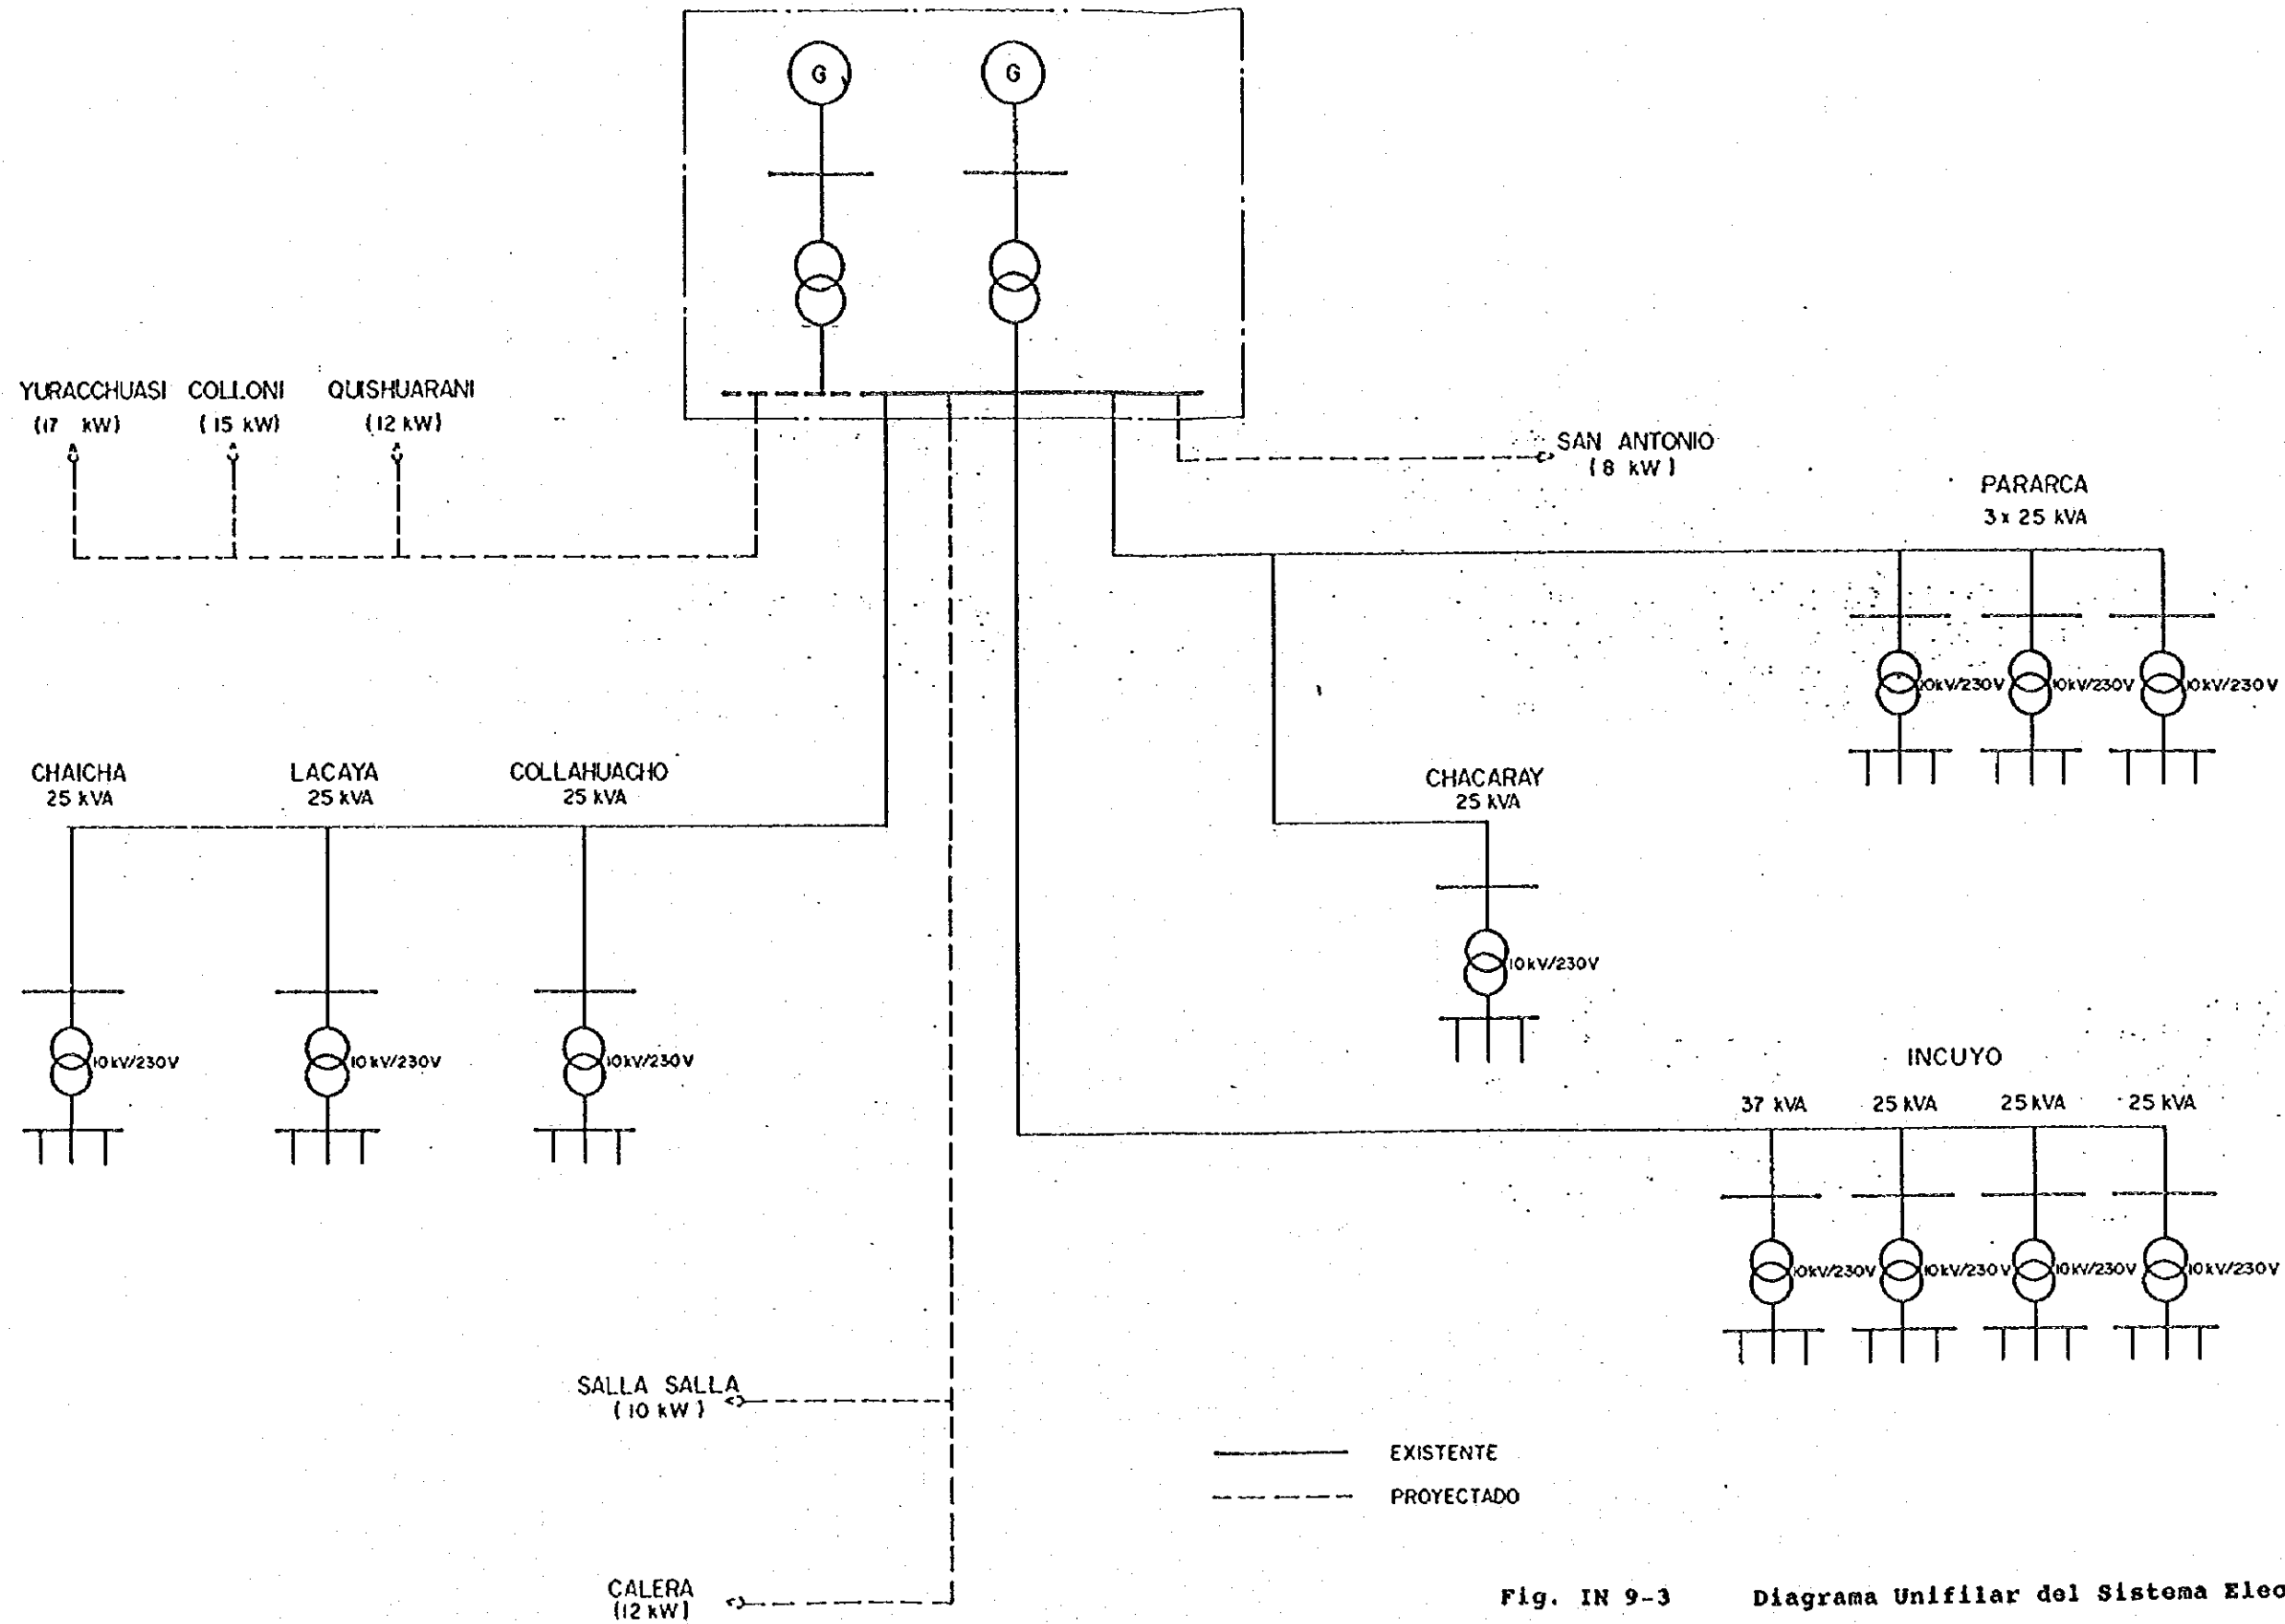 G
G
YURACCHUASI
(17 kW)
COLLONI
(15 kW)
QUISHUARANI
(12 kW)
SAN ANTONIO
(8 kW)
PARARCA
3 x 25 kVA
10kV/230V
10kV/230V
10kV/230V
CHAICHA
25 kVA
LACAYA
25 kVA
COLLAHUACHO
25 kVA
CHACARAY
25 kVA
10kV/230V
10kV/230V
10kV/230V
10kV/230V
INCUYO
37 kVA
25 kVA
25 kVA
25 kVA
10kV/230V
10kV/230V
10kV/230V
10kV/230V
SALLA SALLA
(10 kW)
EXISTENTE
PROYECTADO
CALERA
(12 kW)
Fig. IN 9-3 Diagrama Unifilar del Sistema Elec